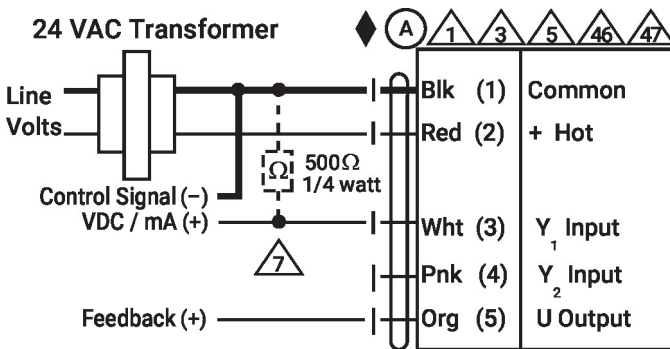 24 VAC Transformer
A 1 3 5 46 47
Line
Volts
Blk (1) Common
Red (2) + Hot
Ω 500Ω
1/4 watt
Control Signal (−)
VDC / mA (+)
Wht (3) Y1 Input
7
Pnk (4) Y2 Input
Feedback (+)
Org (5) U Output